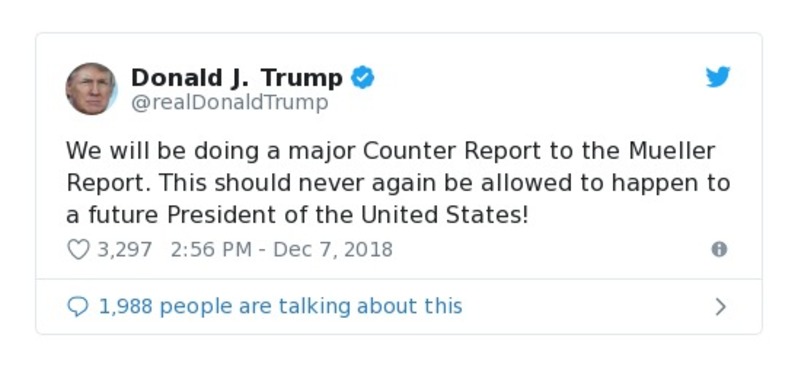 Donald J. Trump
@realDonaldTrump
We will be doing a major Counter Report to the Mueller
Report. This should never again be allowed to happen to
a future President of the United States!
3,297 2:56 PM - Dec 7, 2018
1,988 people are talking about this